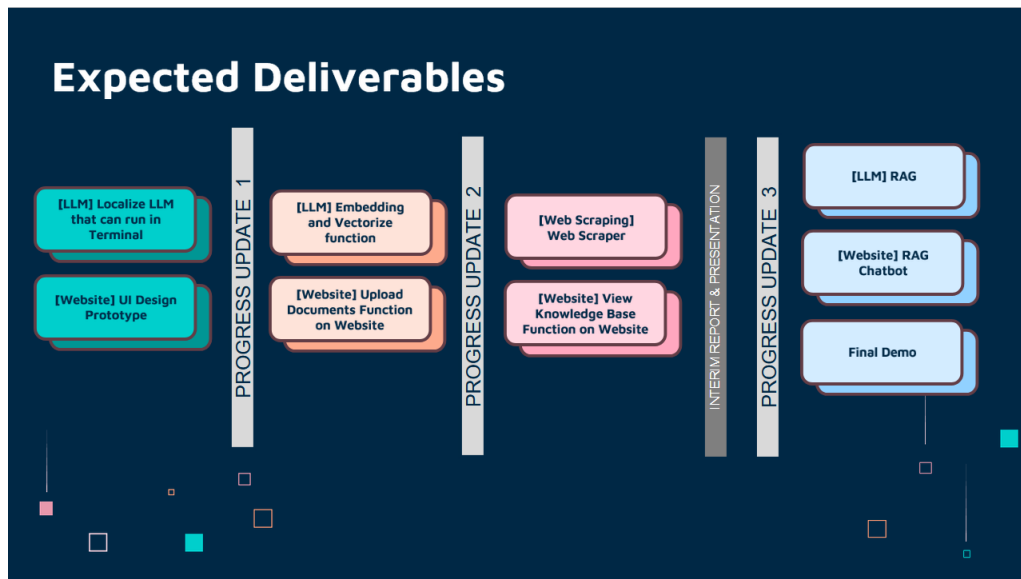 Expected Deliverables
[LLM] Localize LLM
that can run in
Terminal
[Website] UI Design
Prototype
PROGRESS UPDATE 1
[LLM] Embedding
and Vectorize
function
[Website] Upload
Documents Function
on Website
PROGRESS UPDATE 2
[Web Scraping]
Web Scraper
[Website] View
Knowledge Base
Function on Website
INTERIM REPORT & PRESENTATION
PROGRESS UPDATE 3
[LLM] RAG
[Website] RAG
Chatbot
Final Demo